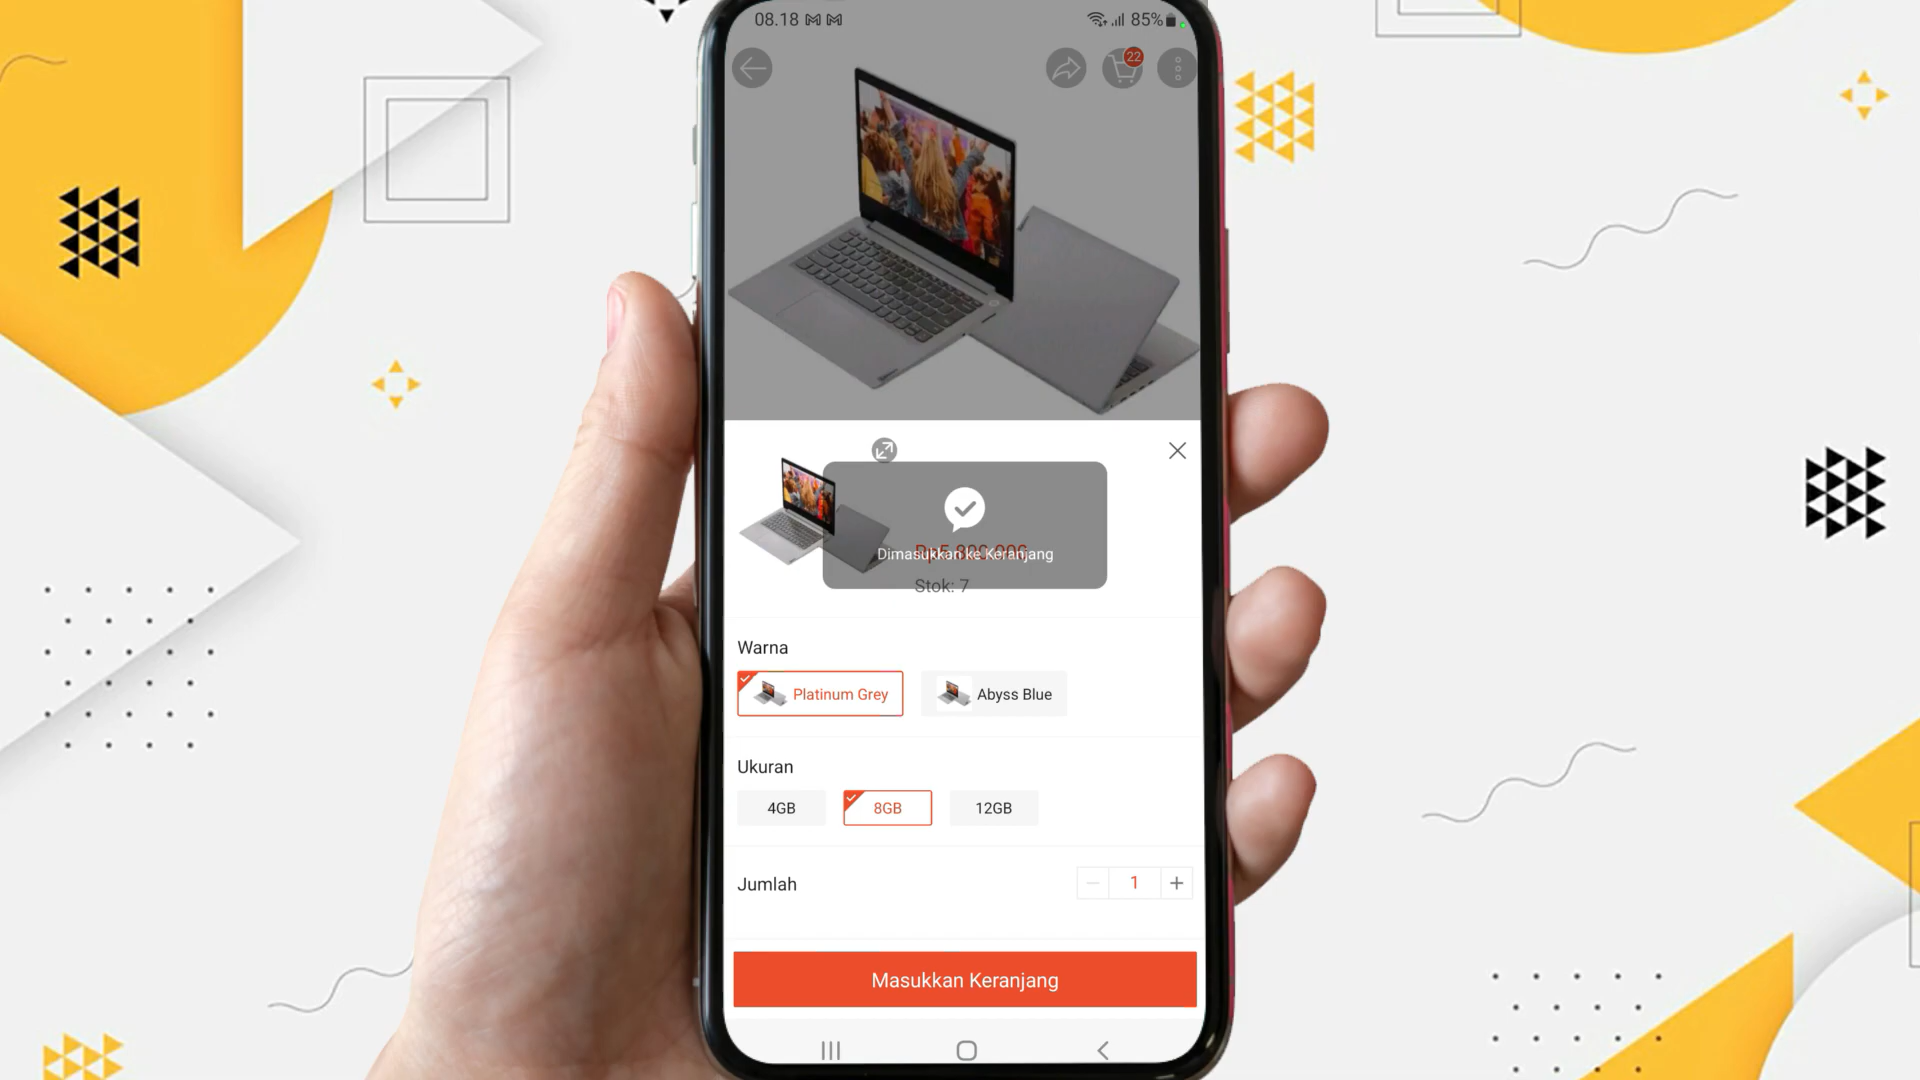 08.18
85%
22
Dimasukkan ke Keranjang
Stok: 7
Warna
Platinum Grey
Abyss Blue
Ukuran
4GB
8GB
12GB
Jumlah
1
Masukkan Keranjang